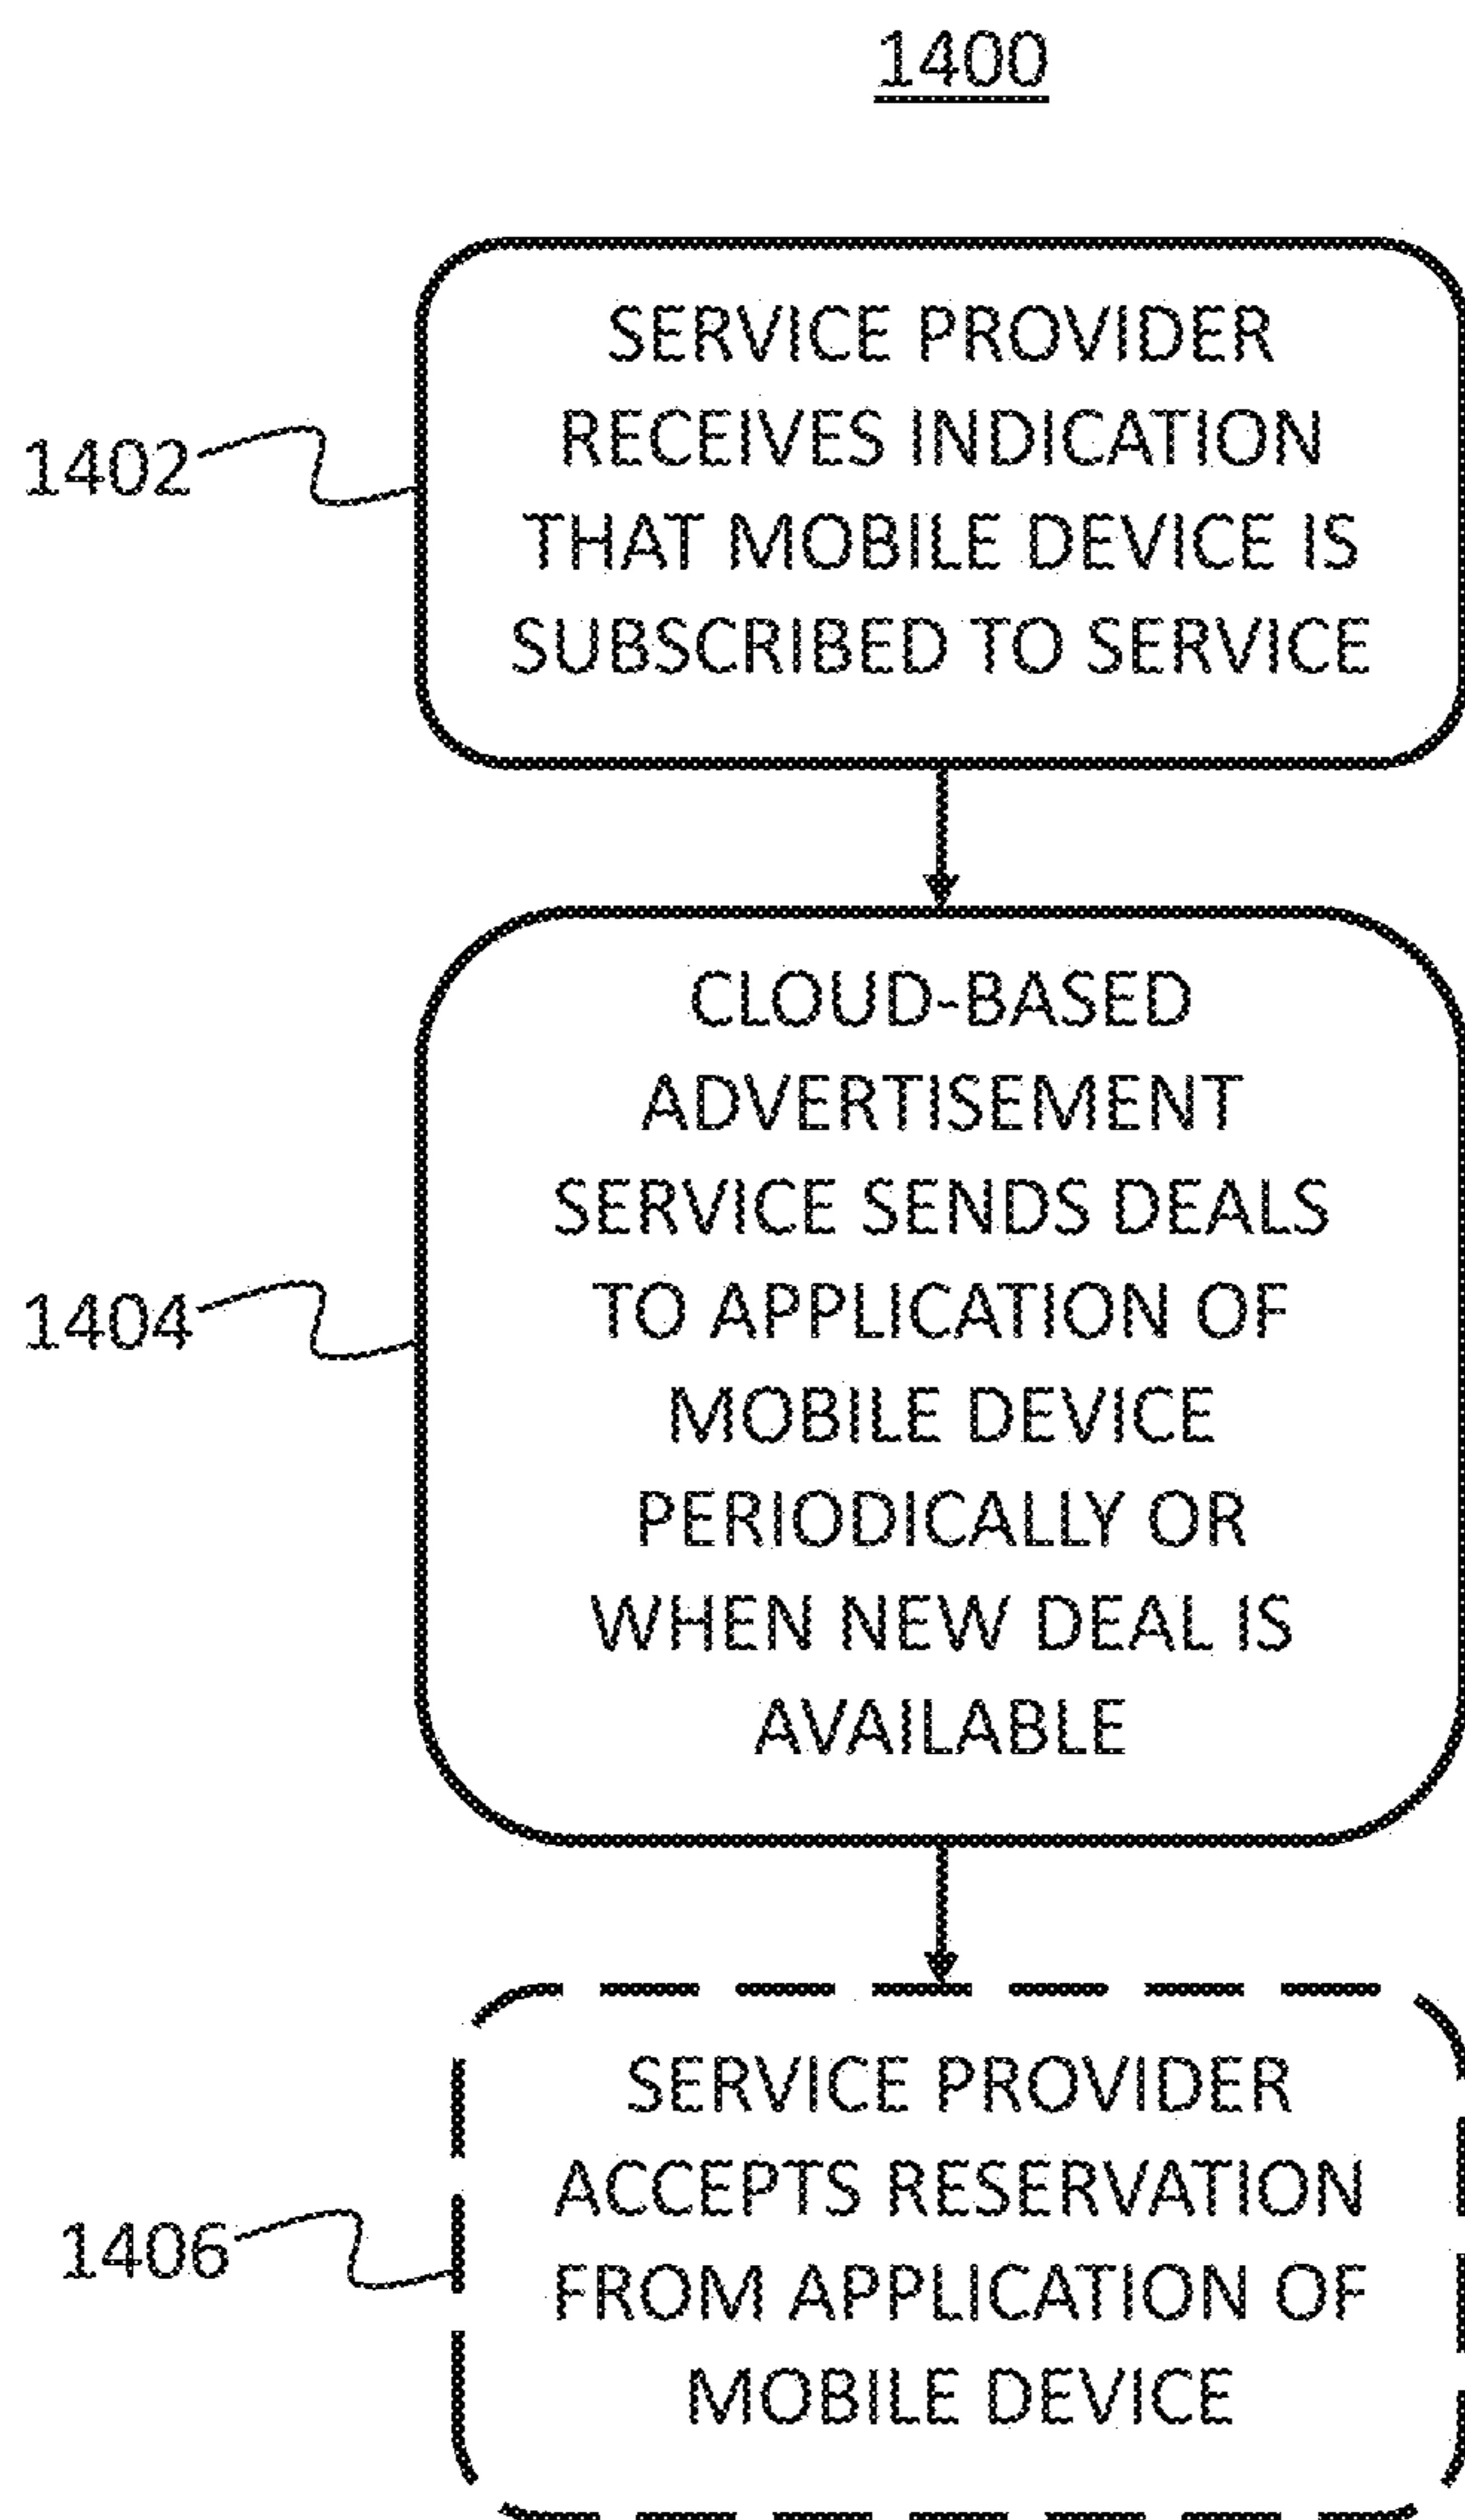 1400
SERVICE PROVIDER
RECEIVES INDICATION
THAT MOBILE DEVICE IS
SUBSCRIBED TO SERVICE
1402
CLOUD-BASED
ADVERTISEMENT
SERVICE SENDS DEALS
TO APPLICATION OF
MOBILE DEVICE
PERIODICALLY OR
WHEN NEW DEAL IS
AVAILABLE
1404
SERVICE PROVIDER
ACCEPTS RESERVATION
FROM APPLICATION OF
MOBILE DEVICE
1406